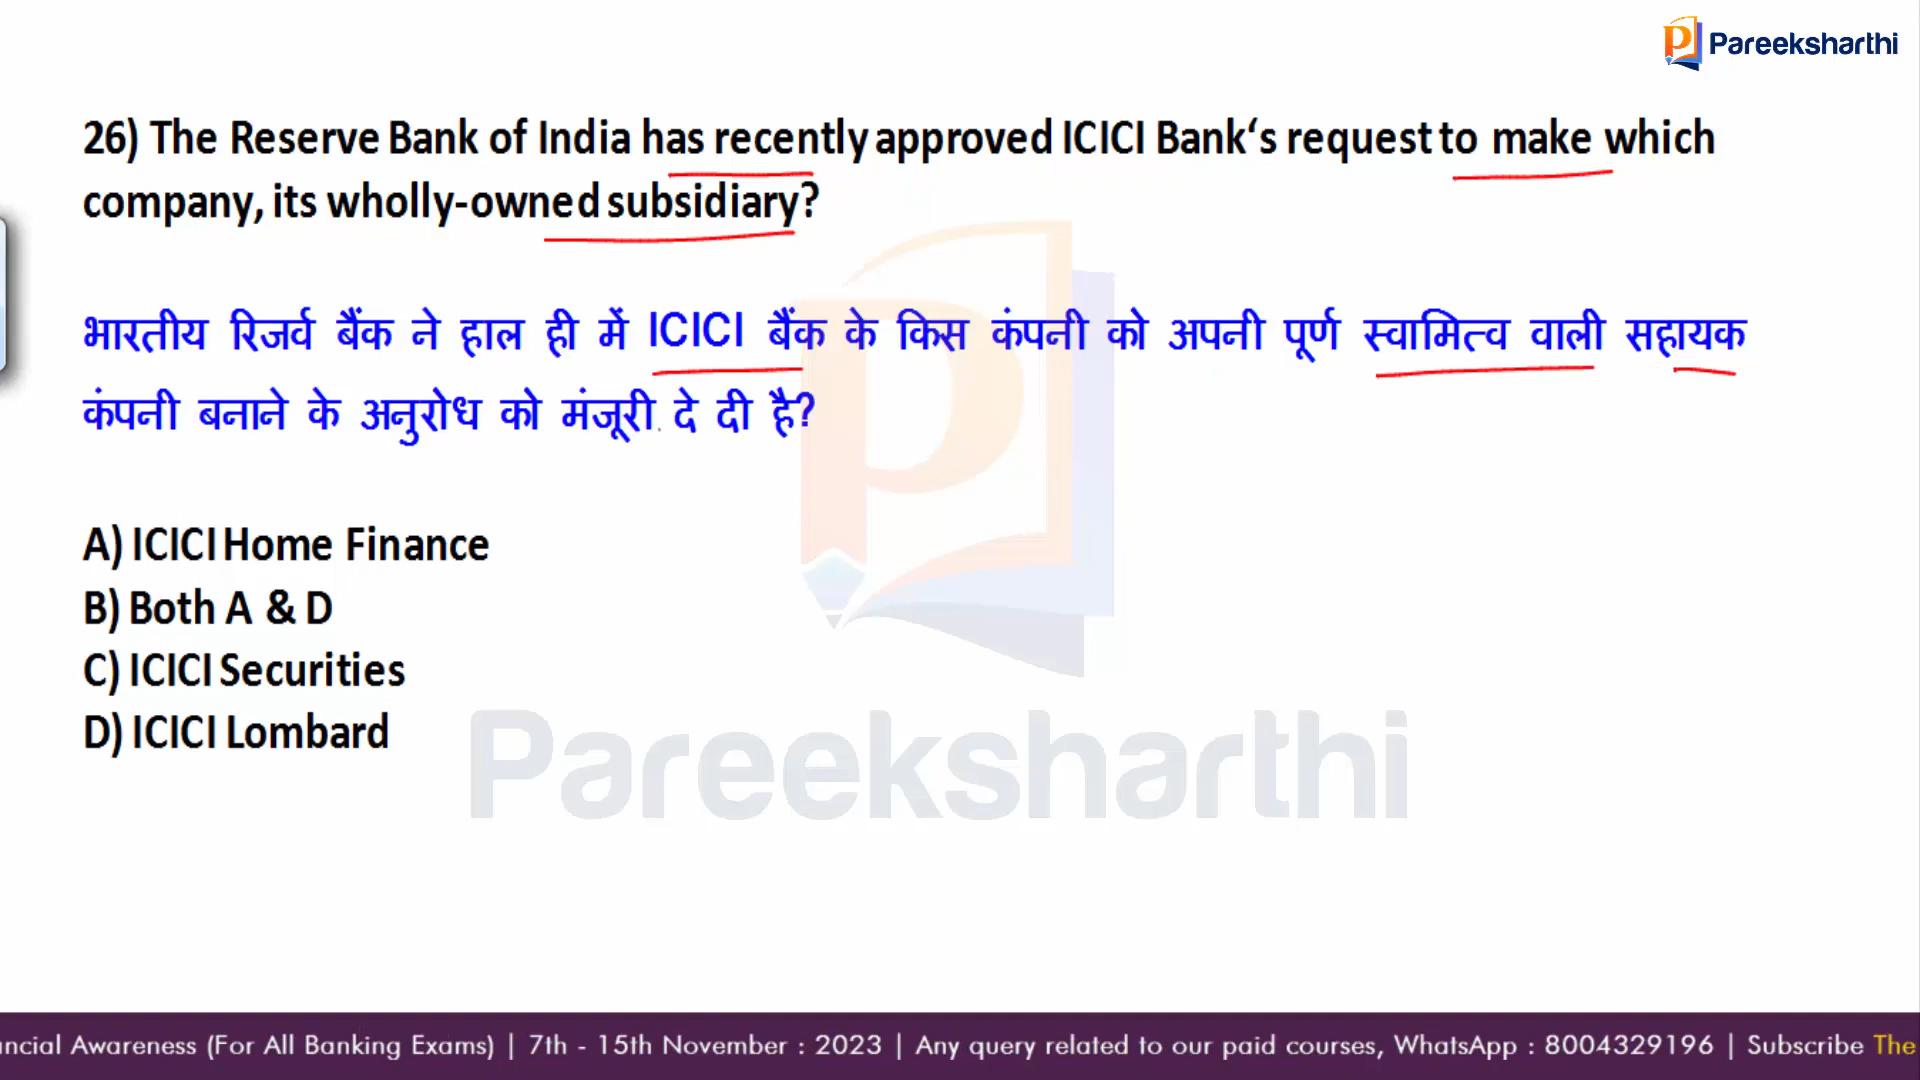 Pareeksharthi
26) The Reserve Bank of India has recently approved ICICI Bank‘s request to make which
company, its wholly-owned subsidiary?
भारतीय रिजर्व बैंक ने हाल ही में ICICI बैंक के किस कंपनी को अपनी पूर्ण स्वामित्व वाली सहायक
कंपनी बनाने के अनुरोध को मंजूरी दे दी है?
A) ICICI Home Finance
B) Both A & D
C) ICICI Securities
D) ICICI Lombard
Pareeksharthi
ncial Awareness (For All Banking Exams) | 7th - 15th November : 2023 | Any query related to our paid courses, WhatsApp : 8004329196 | Subscribe The